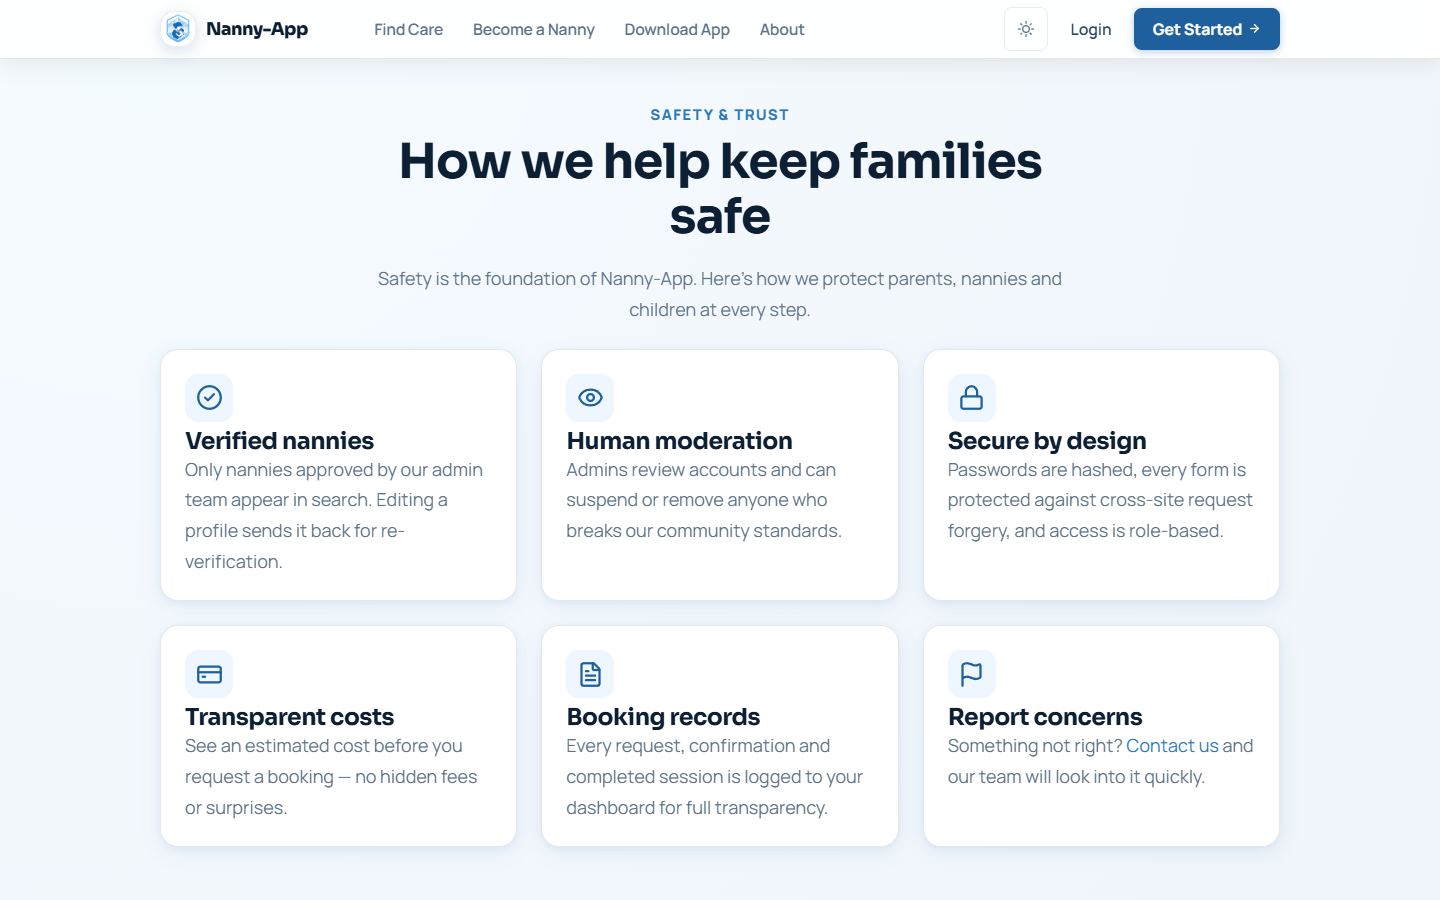 Nanny-App
Find Care
Become a Nanny
Download App
About
Login
Get Started →
SAFETY & TRUST
How we help keep families
safe
Safety is the foundation of Nanny-App. Here's how we protect parents, nannies and
children at every step.
Verified nannies
Only nannies approved by our admin
team appear in search. Editing a
profile sends it back for re-
verification.
Human moderation
Admins review accounts and can
suspend or remove anyone who
breaks our community standards.
Secure by design
Passwords are hashed, every form is
protected against cross-site request
forgery, and access is role-based.
Transparent costs
See an estimated cost before you
request a booking — no hidden fees
or surprises.
Booking records
Every request, confirmation and
completed session is logged to your
dashboard for full transparency.
Report concerns
Something not right? Contact us and
our team will look into it quickly.